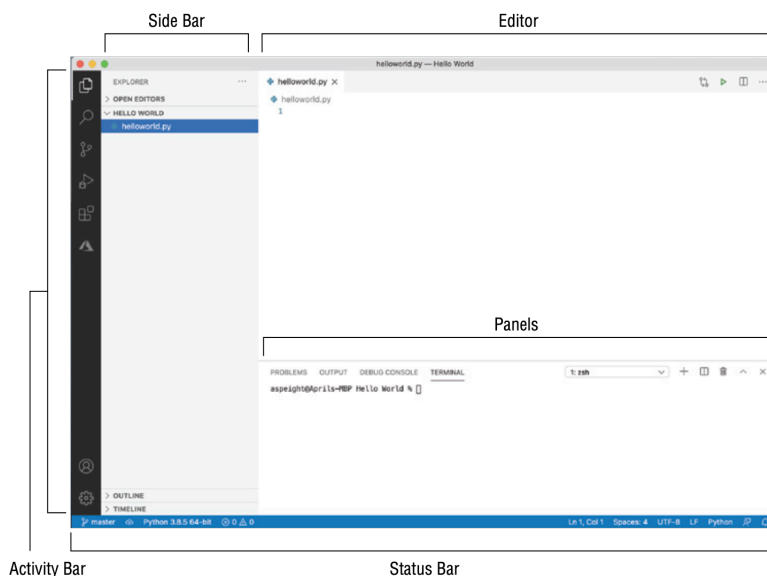 Side Bar
Editor
helloworld.py — Hello World
EXPLORER
helloworld.py
OPEN EDITORS
HELLO WORLD
helloworld.py
helloworld.py
1
Panels
PROBLEMS OUTPUT DEBUG CONSOLE TERMINAL
1: zsh
aspeight@Aprils-MBP Hello World %
OUTLINE
TIMELINE
master Python 3.8.5 64-bit 0 0 Ln 1, Col 1 Spaces: 4 UTF-8 LF Python
Activity Bar
Status Bar